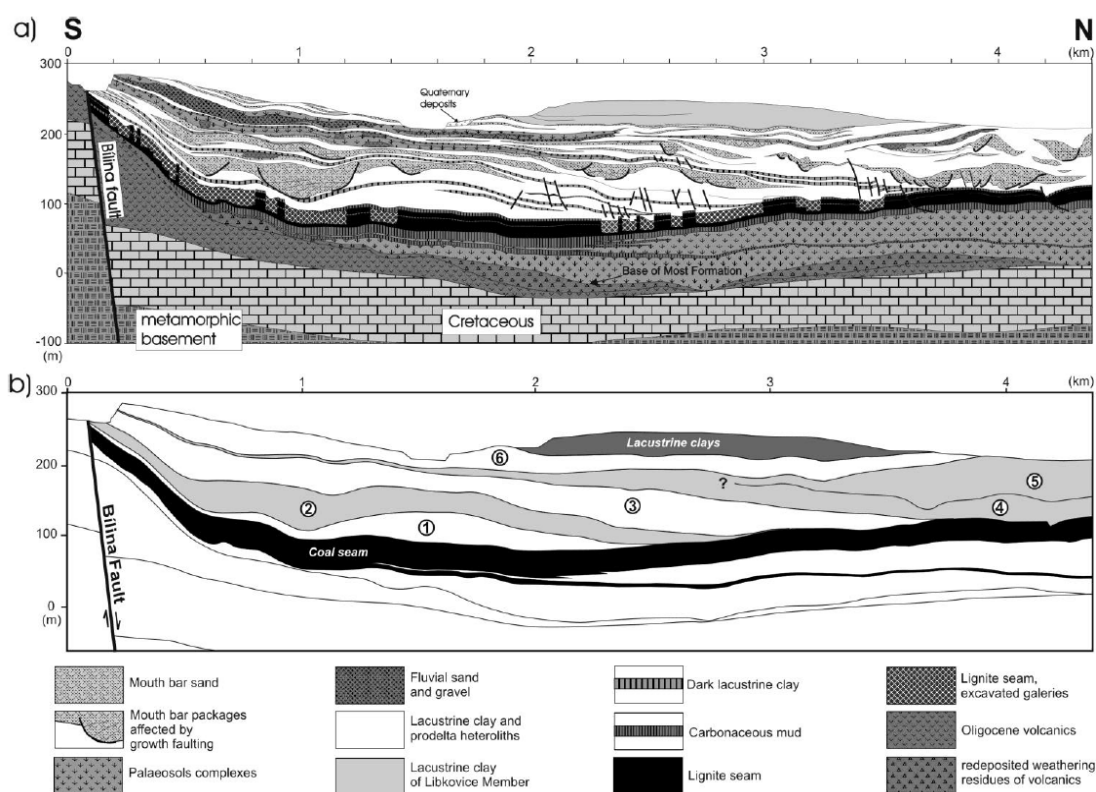 a) S N
0 1 2 3 4 (km)
300
200
100
0
-100
(m)
Quaternary
deposits
Bílina fault
Base of Most Formation
metamorphic
basement
Cretaceous
b)
0 1 2 3 4 (km)
300
200
100
0
(m)
Lacustrine clays
6
?
5
2
3
4
1
Coal seam
Bílina Fault
Mouth bar sand
Mouth bar packages
affected by
growth faulting
Palaeosols complexes
Fluvial sand
and gravel
Lacustrine clay and
prodelta heteroliths
Lacustrine clay
of Libkovice Member
Dark lacustrine clay
Carbonaceous mud
Lignite seam
Lignite seam,
excavated galeries
Oligocene volcanics
redeposited weathering
residues of volcanics